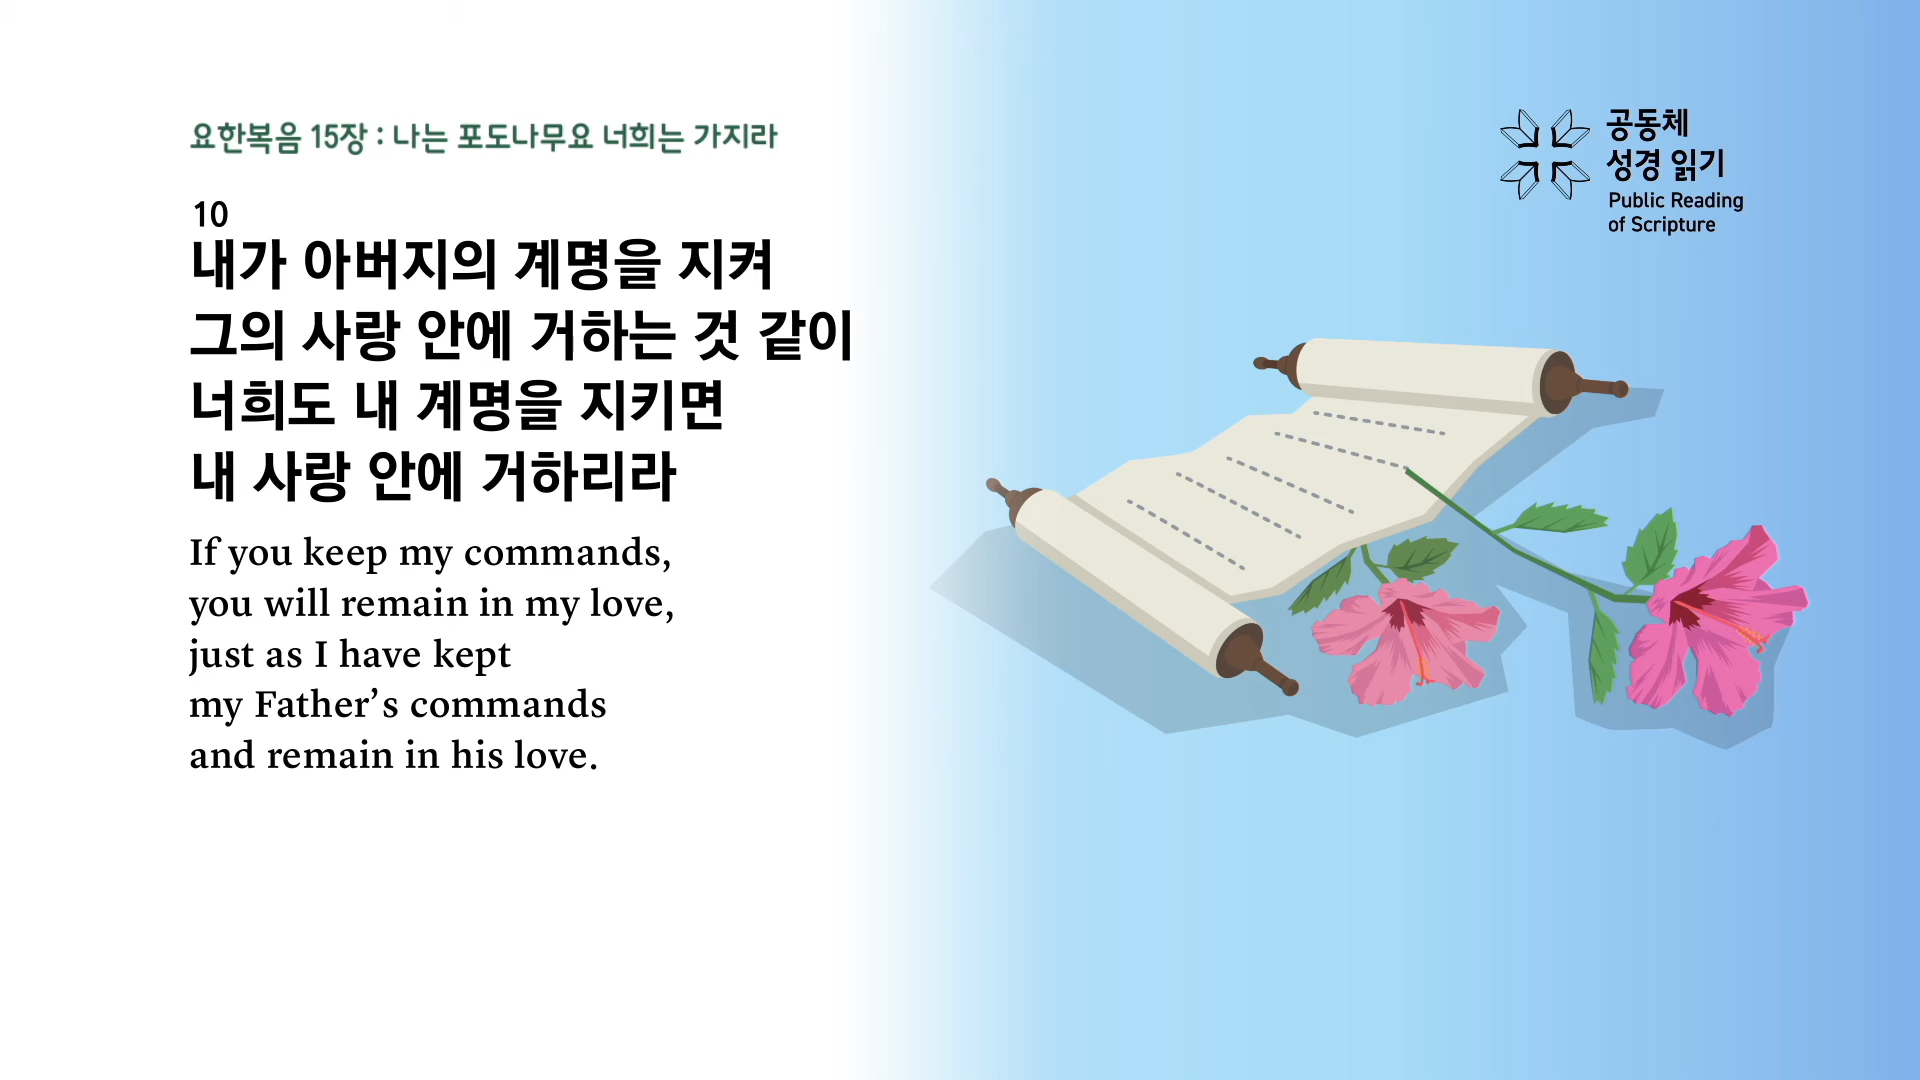 요한복음 15장 : 나는 포도나무요 너희는 가지라
10
내가 아버지의 계명을 지켜
그의 사랑 안에 거하는 것 같이
너희도 내 계명을 지키면
내 사랑 안에 거하리라
If you keep my commands,
you will remain in my love,
just as I have kept
my Father’s commands
and remain in his love.
공동체
성경 읽기
Public Reading
of Scripture